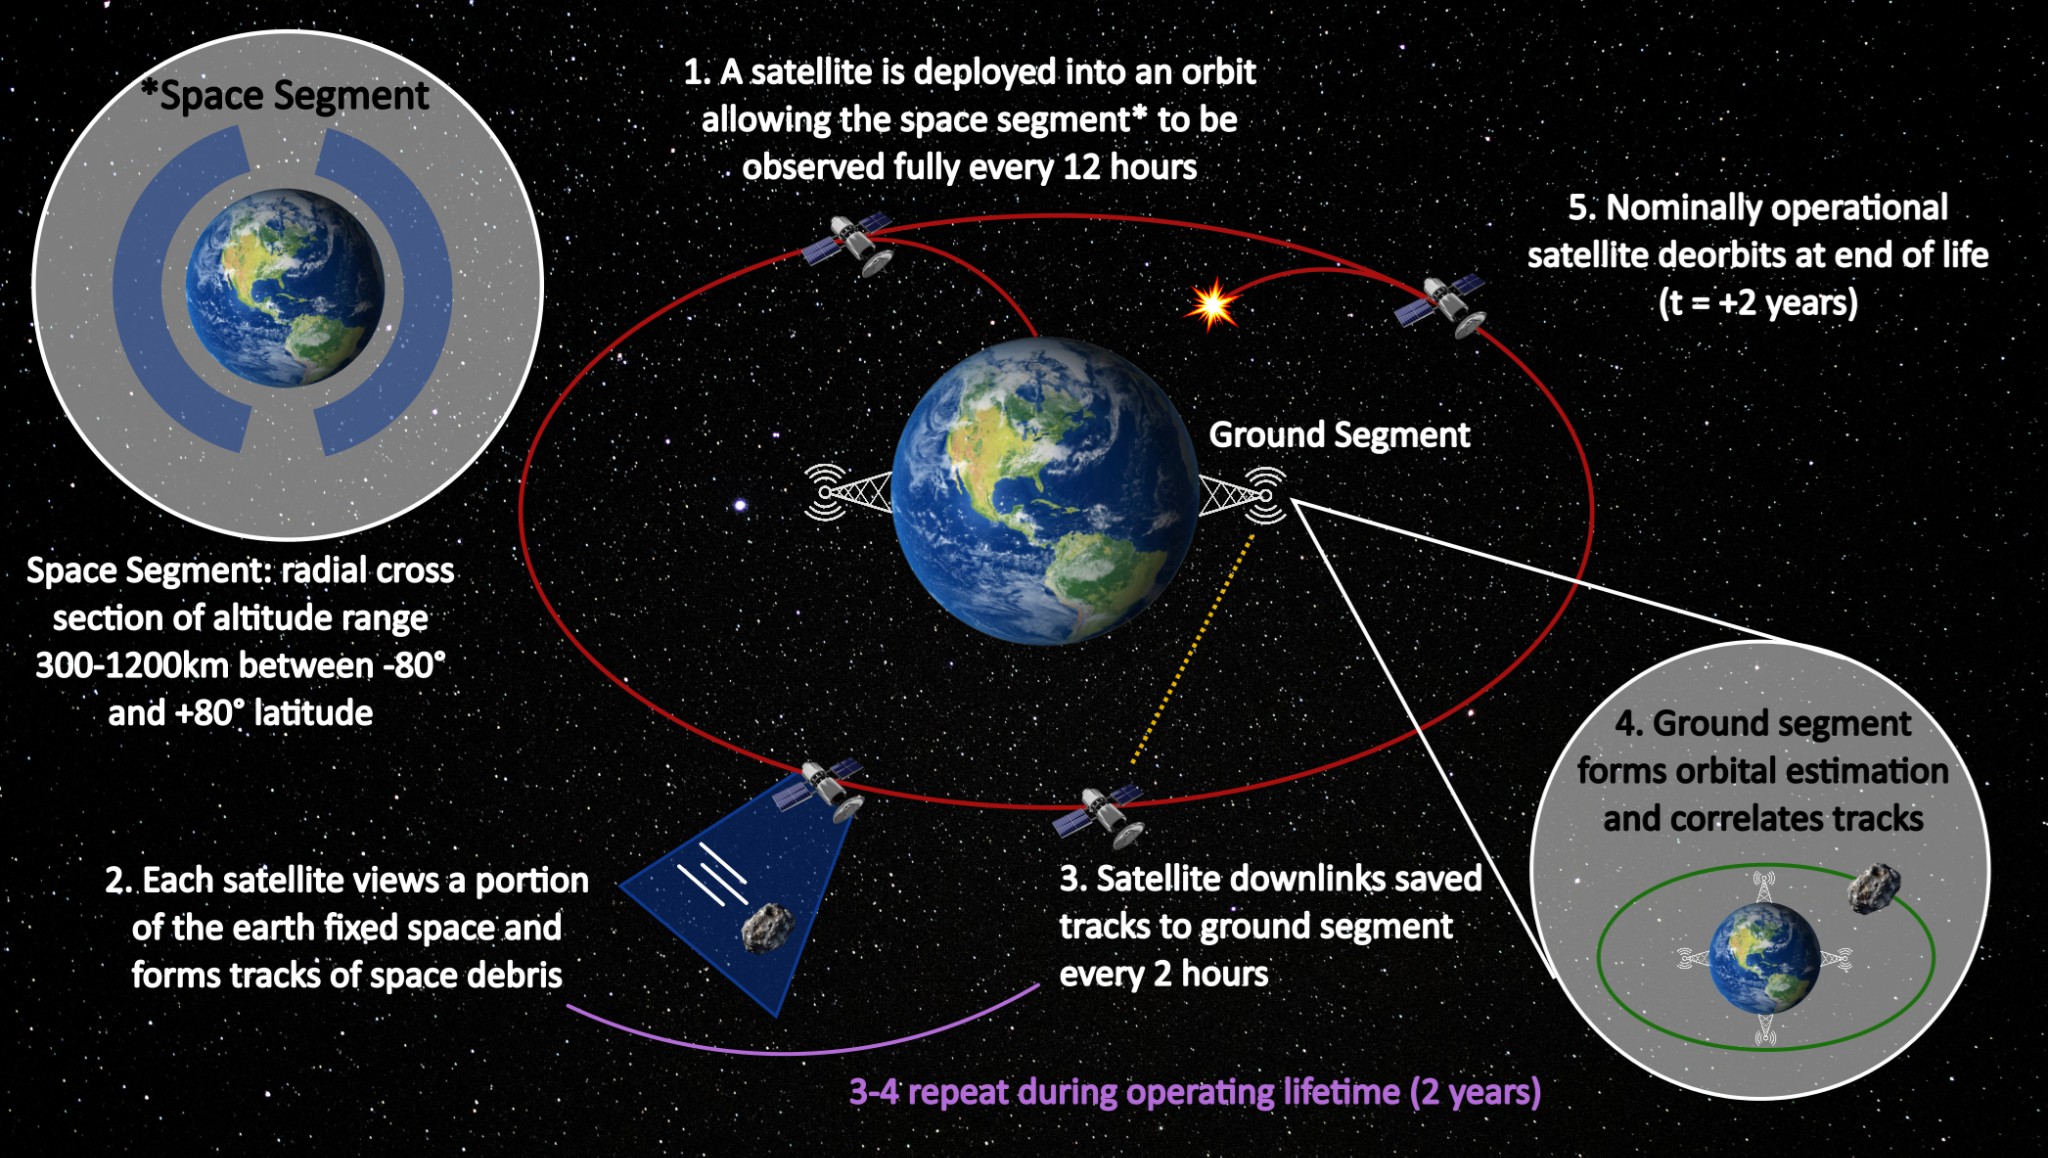 *Space Segment
1. A satellite is deployed into an orbit
allowing the space segment* to be
observed fully every 12 hours
5. Nominally operational
satellite deorbits at end of life
(t = +2 years)
Ground Segment
Space Segment: radial cross
section of altitude range
300-1200km between -80°
and +80° latitude
4. Ground segment
forms orbital estimation
and correlates tracks
2. Each satellite views a portion
of the earth fixed space and
forms tracks of space debris
3. Satellite downlinks saved
tracks to ground segment
every 2 hours
3-4 repeat during operating lifetime (2 years)